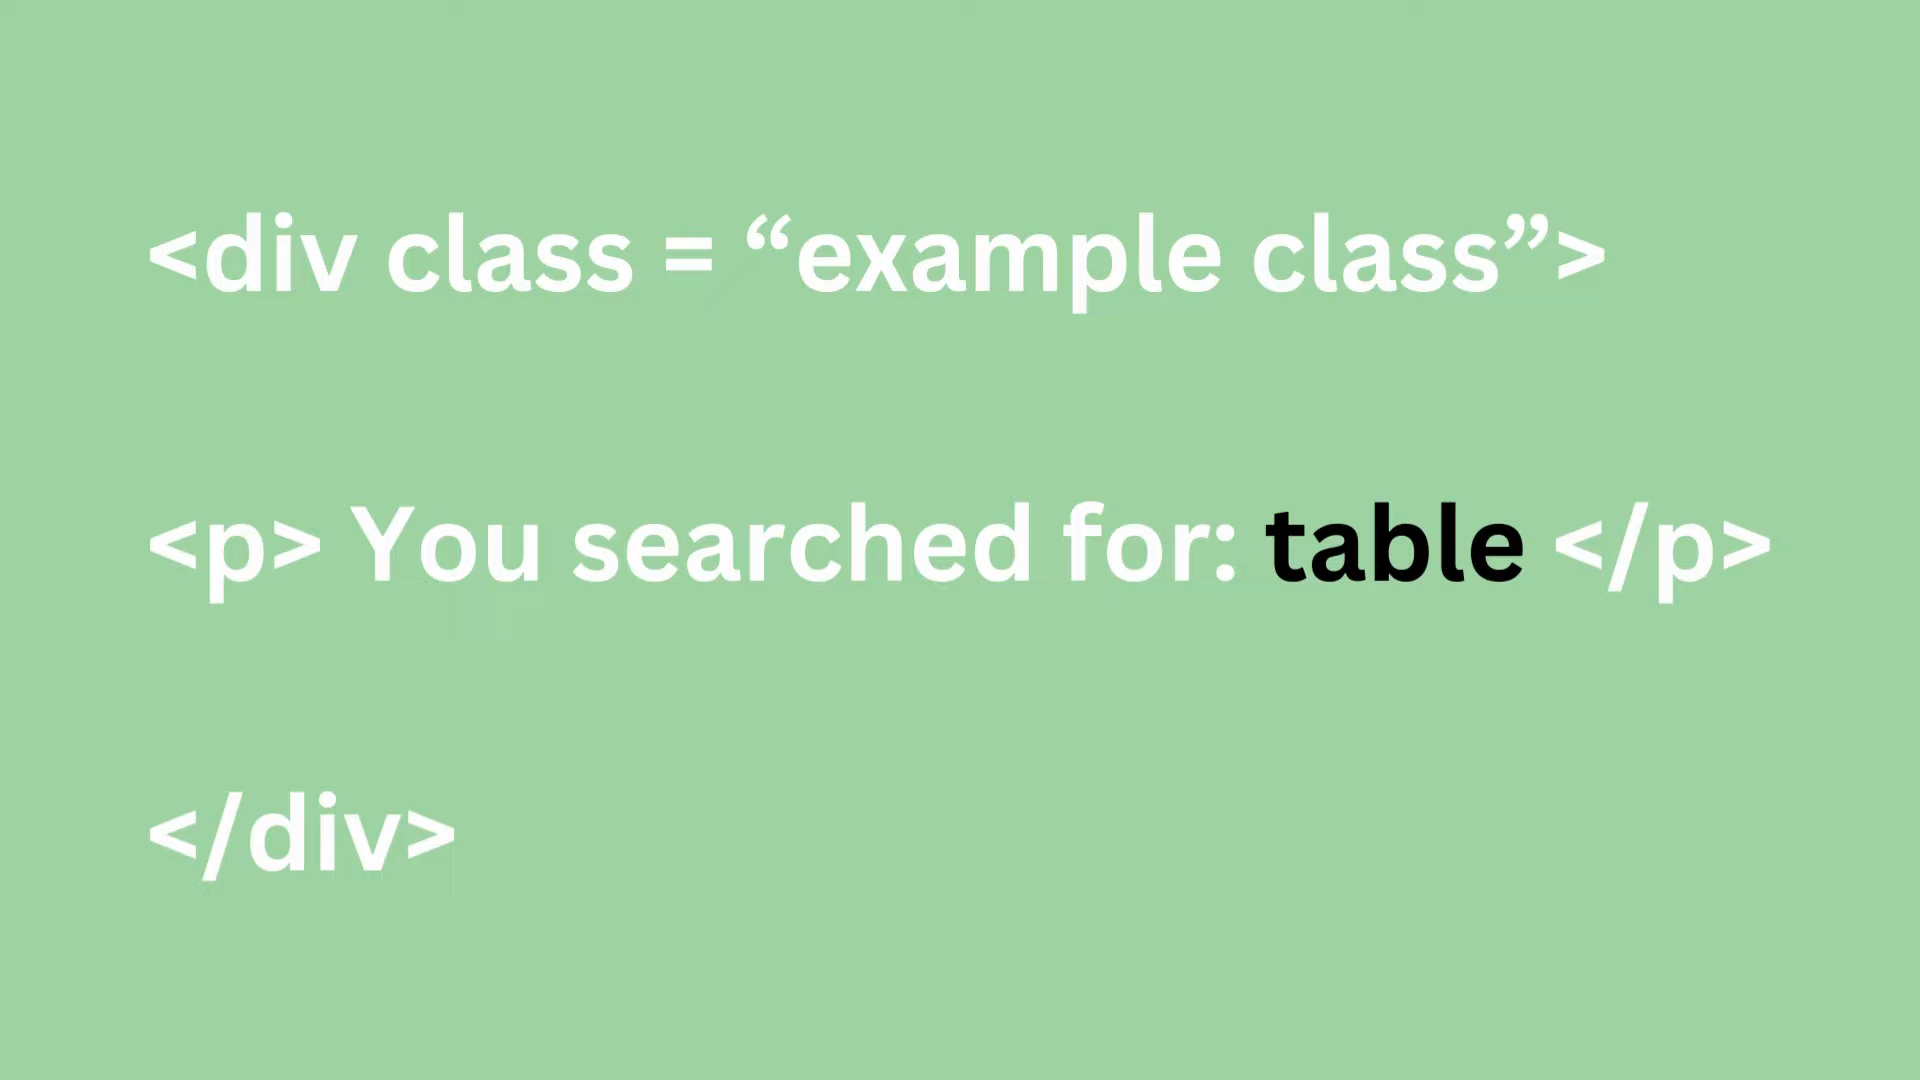 <div class = “example class”>
<p> You searched for: table </p>
</div>